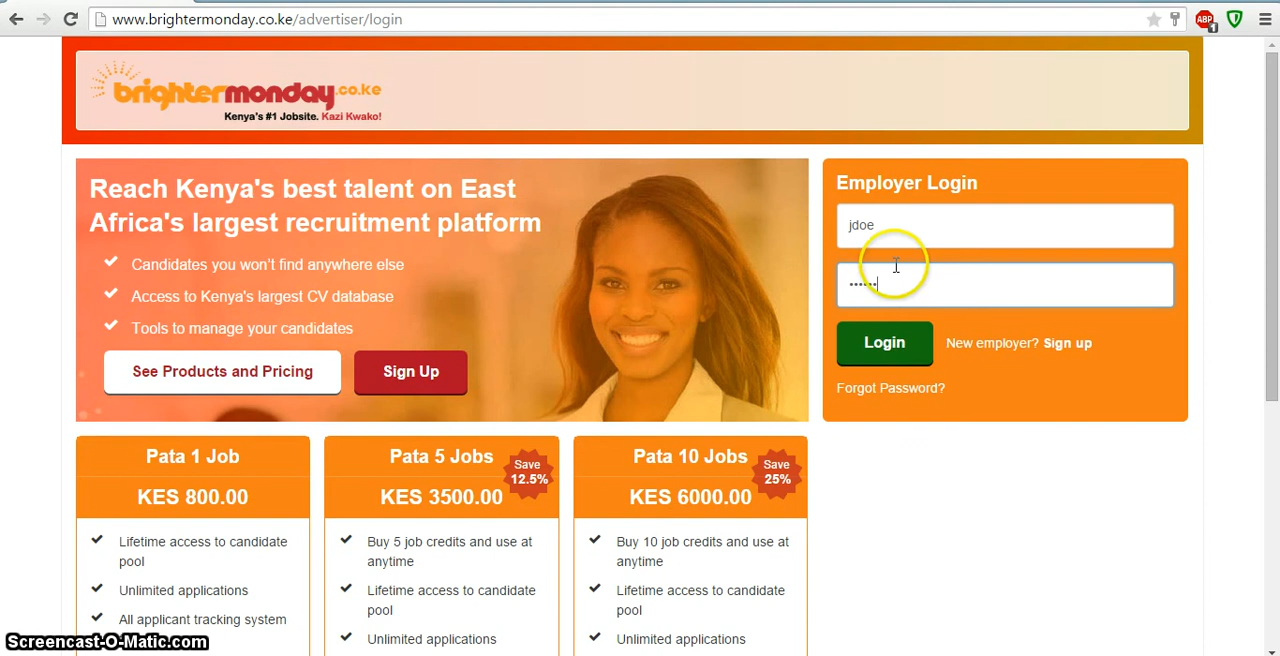 www.brightermonday.co.ke/advertiser/login
ABP
1
brightermonday.co.ke
Kenya's #1 Jobsite. Kazi Kwako!
Reach Kenya's best talent on East
Africa's largest recruitment platform
Candidates you won't find anywhere else
Access to Kenya's largest CV database
Tools to manage your candidates
See Products and Pricing
Sign Up
Employer Login
jdoe
••••••
Login
New employer? Sign up
Forgot Password?
Pata 1 Job
KES 800.00
Lifetime access to candidate
pool
Unlimited applications
All applicant tracking system
Pata 5 Jobs
Save
12.5%
KES 3500.00
Buy 5 job credits and use at
anytime
Lifetime access to candidate
pool
Unlimited applications
Pata 10 Jobs
Save
25%
KES 6000.00
Buy 10 job credits and use at
anytime
Lifetime access to candidate
pool
Unlimited applications
Screencast-O-Matic.com